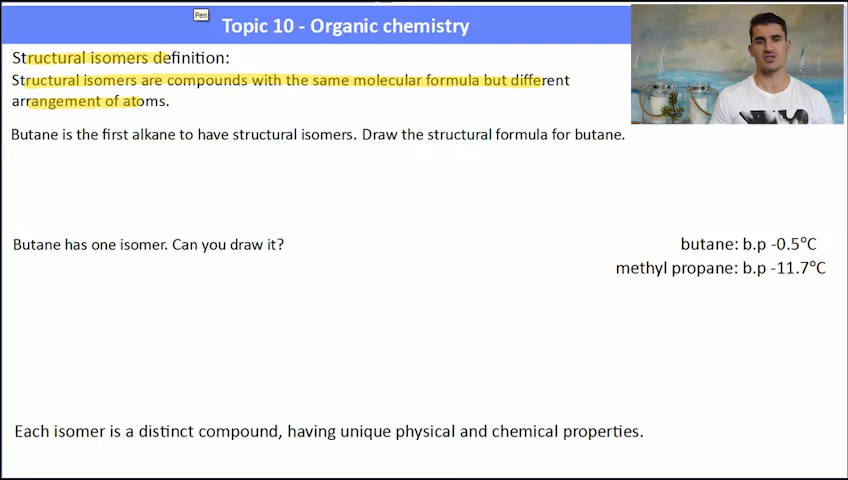 Pen
Topic 10 - Organic chemistry
Structural isomers definition:
Structural isomers are compounds with the same molecular formula but different
arrangement of atoms.
Butane is the first alkane to have structural isomers. Draw the structural formula for butane.
Butane has one isomer. Can you draw it?
butane: b.p -0.5°C
methyl propane: b.p -11.7°C
Each isomer is a distinct compound, having unique physical and chemical properties.